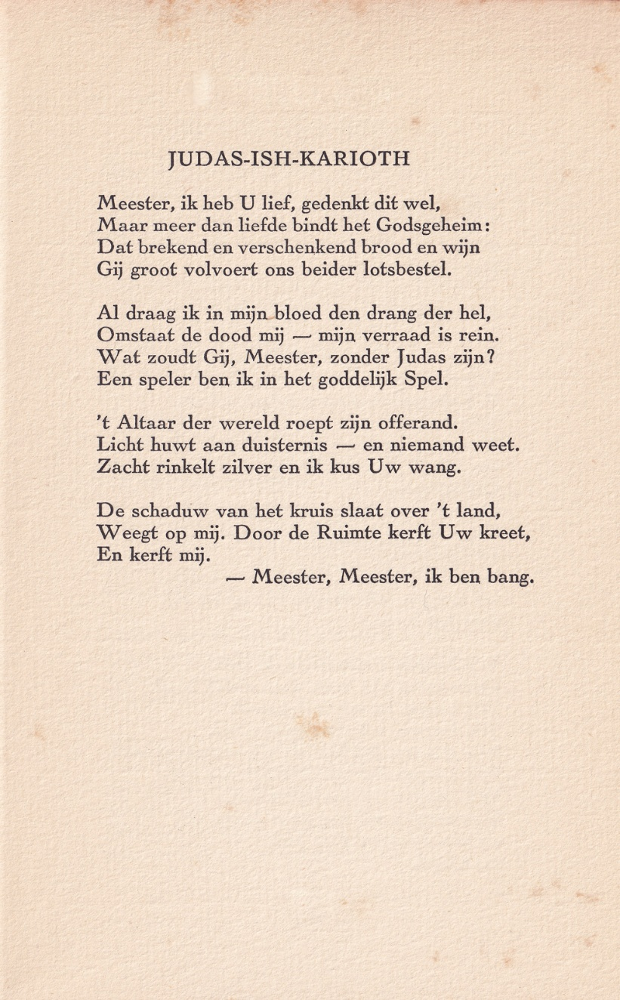 JUDAS-ISH-KARIOTH
Meester, ik heb U lief, gedenkt dit wel,
Maar meer dan liefde bindt het Godsgeheim:
Dat brekend en verschenkend brood en wijn
Gij groot volvoert ons beider lotsbestel.
Al draag ik in mijn bloed den drang der hel,
Omstaat de dood mij — mijn verraad is rein.
Wat zoudt Gij, Meester, zonder Judas zijn?
Een speler ben ik in het goddelijk Spel.
't Altaar der wereld roept zijn offerand.
Licht huwt aan duisternis — en niemand weet.
Zacht rinkelt zilver en ik kus Uw wang.
De schaduw van het kruis slaat over 't land,
Weegt op mij. Door de Ruimte kerft Uw kreet,
En kerft mij.
— Meester, Meester, ik ben bang.